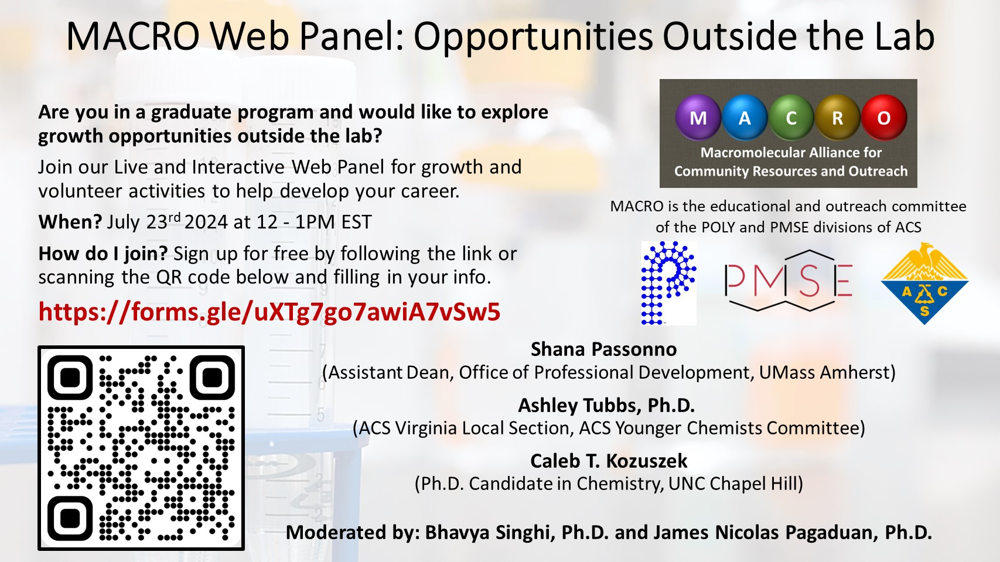 MACRO Web Panel: Opportunities Outside the Lab
Are you in a graduate program and would like to explore
growth opportunities outside the lab?
Join our Live and Interactive Web Panel for growth and
volunteer activities to help develop your career.
When? July 23rd 2024 at 12 - 1PM EST
How do I join? Sign up for free by following the link or
scanning the QR code below and filling in your info.
https://forms.gle/uXTg7go7awiA7vSw5
M A C R O
Macromolecular Alliance for
Community Resources and Outreach
MACRO is the educational and outreach committee
of the POLY and PMSE divisions of ACS
P
PMSE
A C
S
Shana Passonno
(Assistant Dean, Office of Professional Development, UMass Amherst)
Ashley Tubbs, Ph.D.
(ACS Virginia Local Section, ACS Younger Chemists Committee)
Caleb T. Kozuszek
(Ph.D. Candidate in Chemistry, UNC Chapel Hill)
Moderated by: Bhavya Singhi, Ph.D. and James Nicolas Pagaduan, Ph.D.